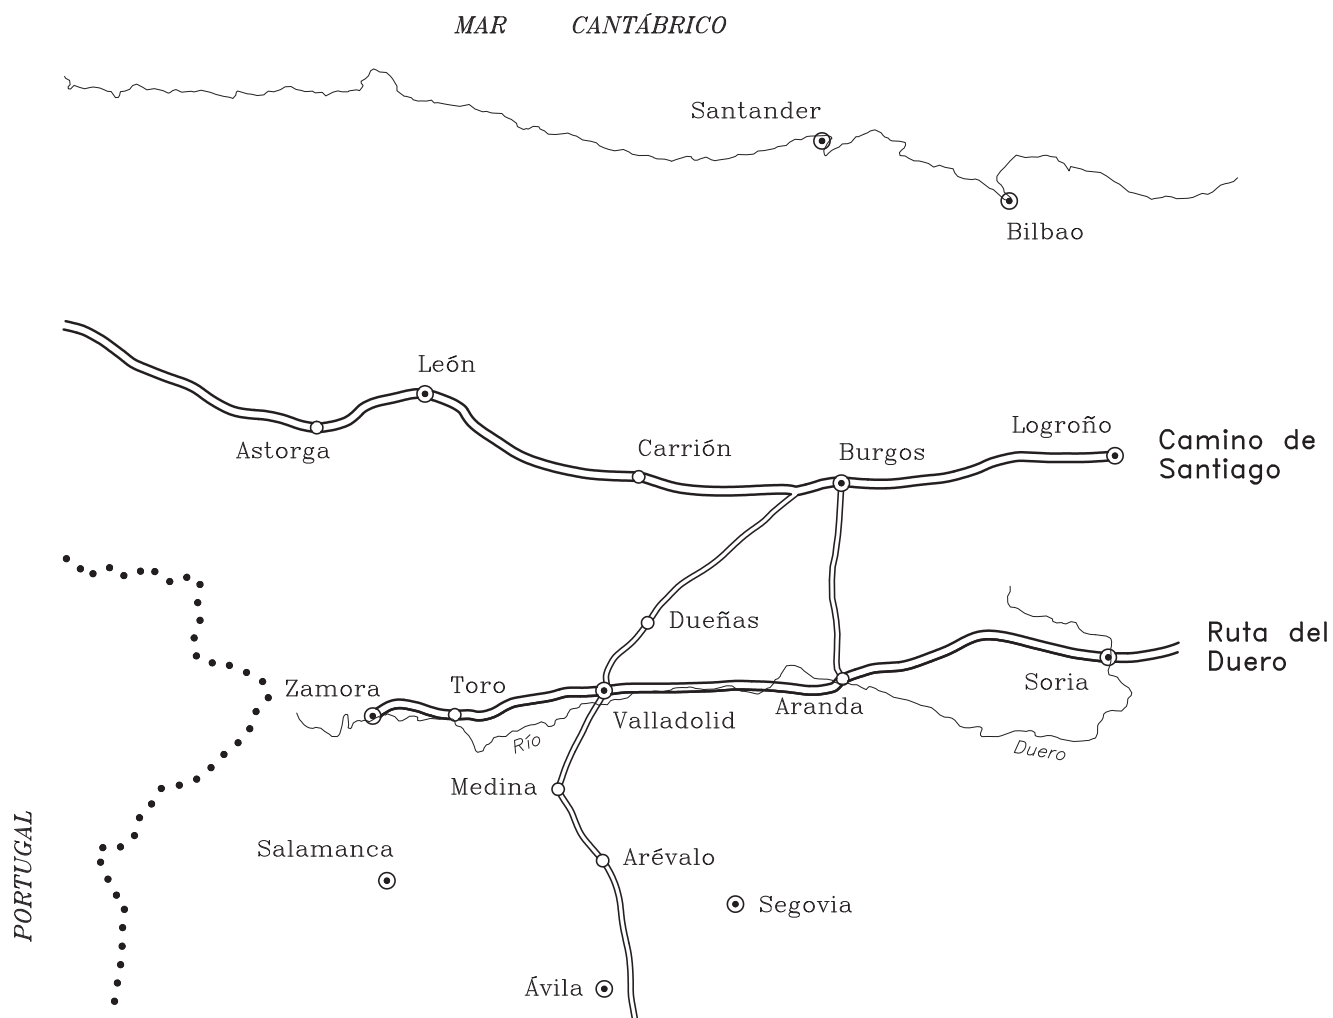 MAR CANTÁBRICO
Santander
Bilbao
León
Astorga
Carrión
Burgos
Logroño
Camino de
Santiago
Dueñas
Ruta del
Duero
Zamora
Toro
Soria
Aranda
Valladolid
Río
Duero
Medina
PORTUGAL
Salamanca
Arévalo
Segovia
Ávila